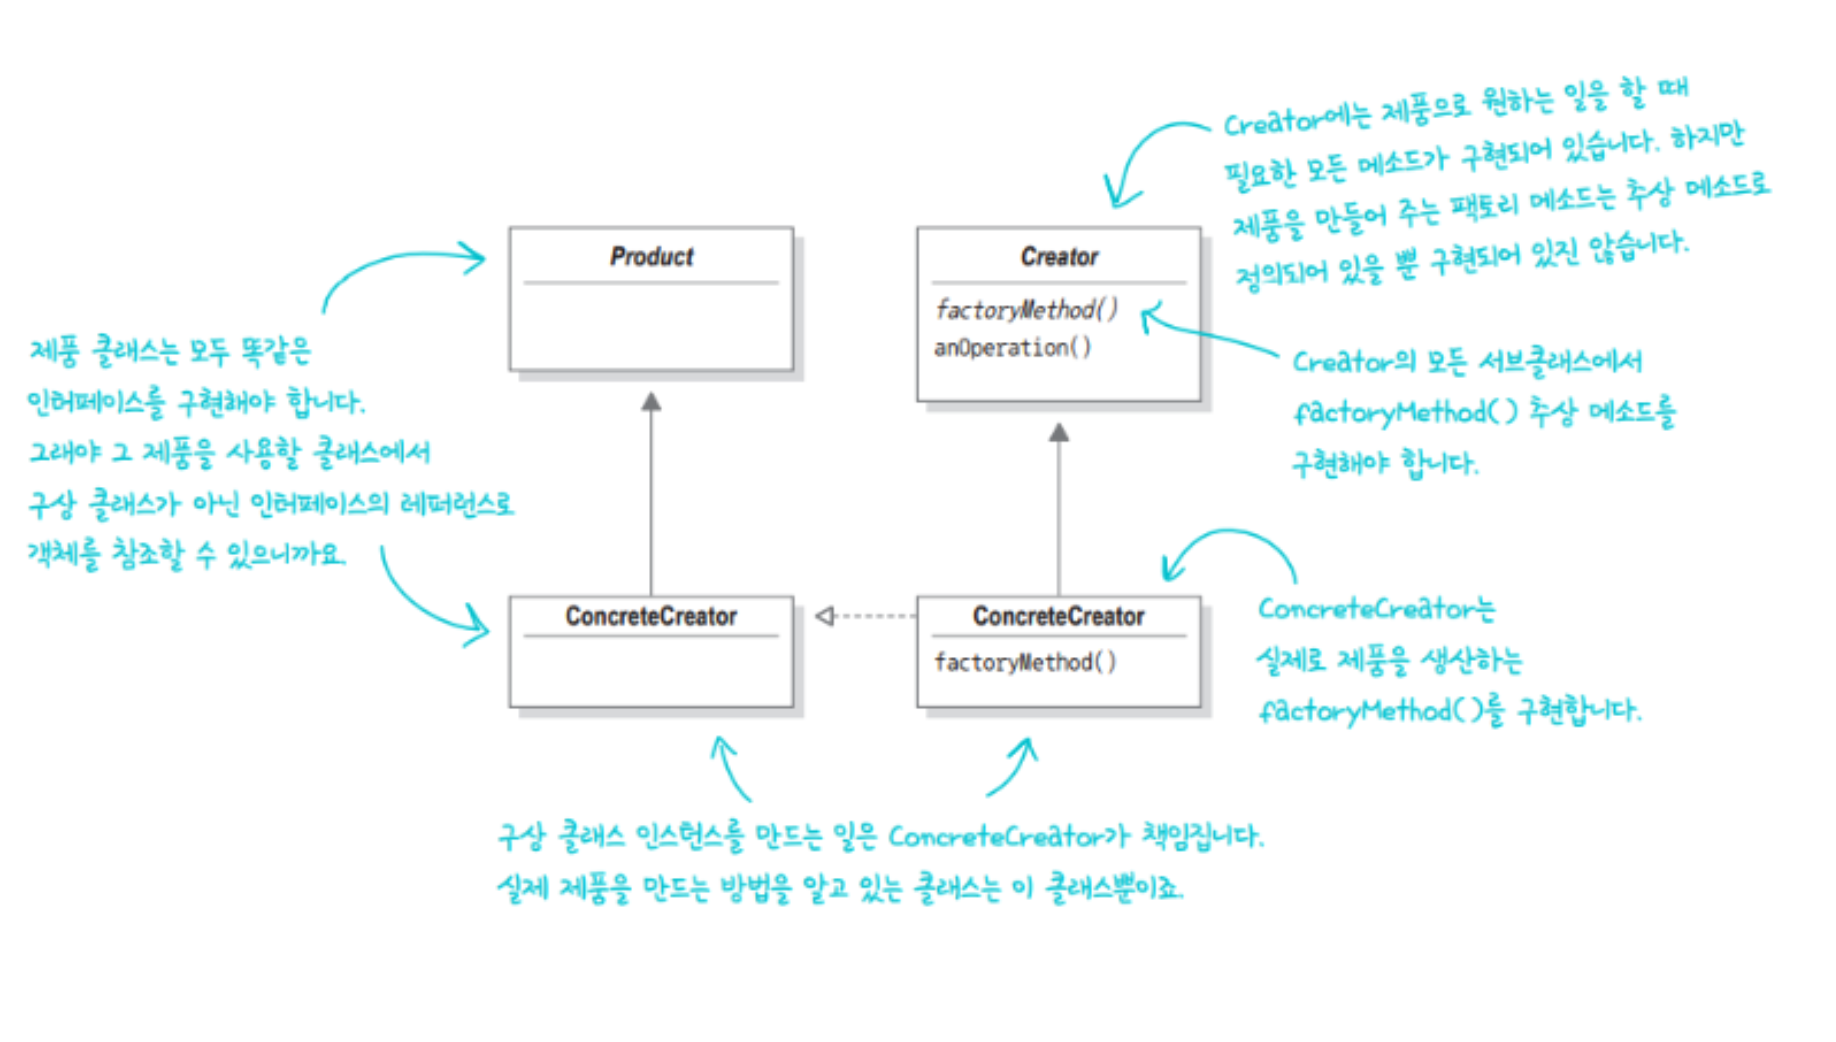 Creator에는 제품으로 원하는 일을 할 때
필요한 모든 메소드가 구현되어 있습니다. 하지만
제품을 만들어 주는 팩토리 메소드는 추상 메소드로
정의되어 있을 뿐 구현되어 있진 않습니다.
Product
Creator
factoryMethod()
anOperation()
제품 클래스는 모두 똑같은
인터페이스를 구현해야 합니다.
그래야 그 제품을 사용할 클래스에서
구상 클래스가 아닌 인터페이스의 레퍼런스로
객체를 참조할 수 있으니까요.
Creator의 모든 서브클래스에서
factoryMethod() 추상 메소드를
구현해야 합니다.
ConcreteCreator
ConcreteCreator
factoryMethod()
ConcreteCreator는
실제로 제품을 생산하는
factoryMethod()를 구현합니다.
구상 클래스 인스턴스를 만드는 일은 ConcreteCreator가 책임집니다.
실제 제품을 만드는 방법을 알고 있는 클래스는 이 클래스뿐이죠.